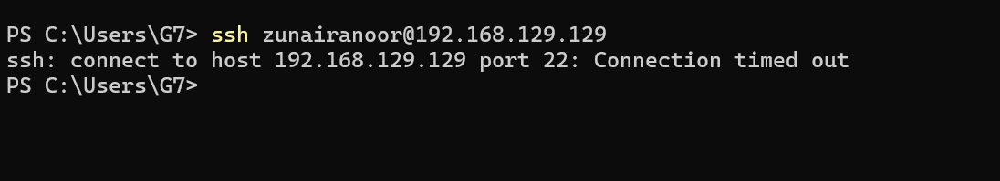 PS C:\Users\G7> ssh zunairanoor@192.168.129.129
ssh: connect to host 192.168.129.129 port 22: Connection timed out
PS C:\Users\G7>